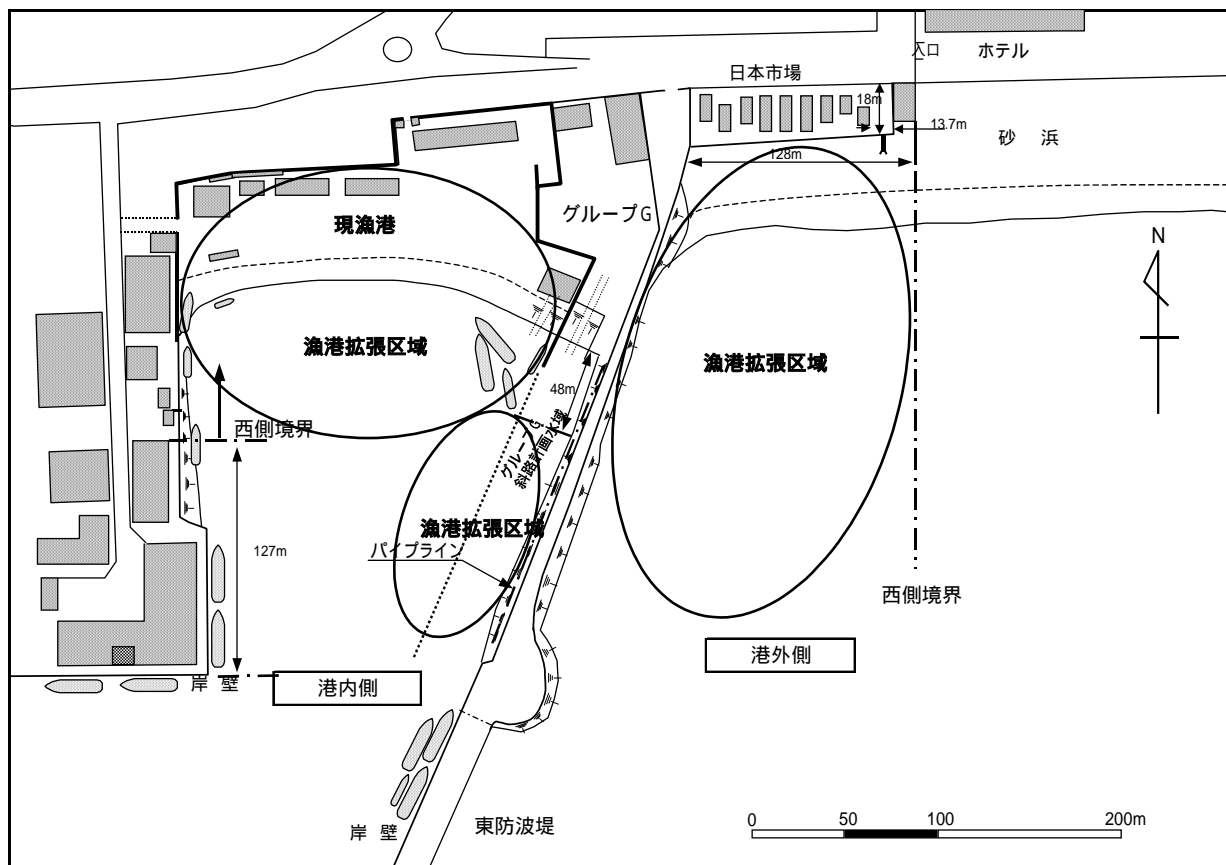 入口
ホテル
日本市場
18m
13.7m
砂 浜
128m
グループG
現漁港
N
漁港拡張区域
漁港拡張区域
48m
西側境界
グループG
斜路計画水域
漁港拡張区域
127m
パイプライン
西側境界
港外側
岸 壁
港内側
東防波堤
岸 壁
0 50 100 200m